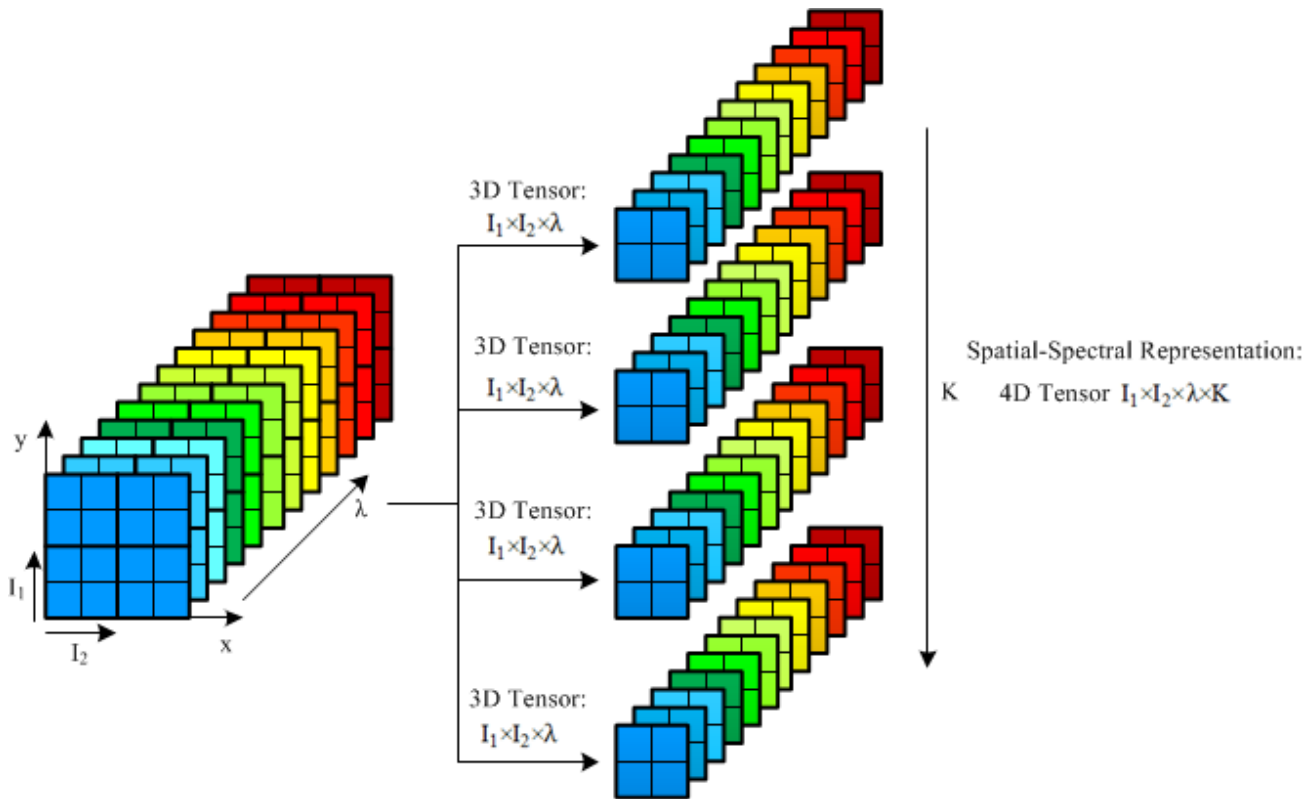 3D Tensor:
I₁×I₂×λ
3D Tensor:
I₁×I₂×λ
Spatial-Spectral Representation:
K 4D Tensor I₁×I₂×λ×K
y
λ
3D Tensor:
I₁×I₂×λ
I₁
x
I₂
3D Tensor:
I₁×I₂×λ